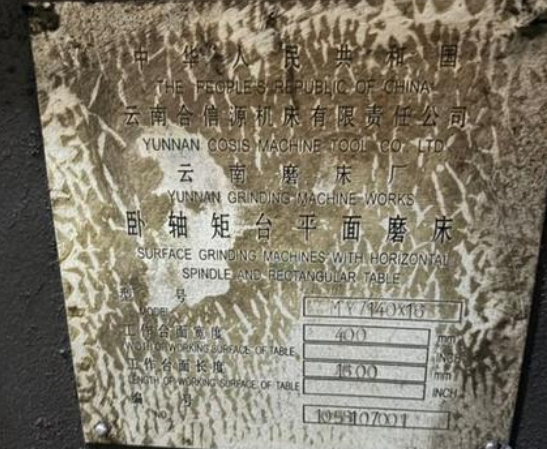 中华人民共和国
THE PEOPLE'S REPUBLIC OF CHINA
云南合信源机床有限责任公司
YUNNAN COSIS MACHINE TOOL CO LTD
云南磨床厂
YUNNAN GRINDING MACHINE WORKS
卧轴矩台平面磨床
SURFACE GRINDING MACHINES WITH HORIZONTAL
SPINDLE AND RECTANGULAR TABLE
型号
MODEL
工作台面宽度 400 mm
WIDTH OF WORKING SURFACE OF TABLE INCH
工作台面长度 mm
LENGTH OF WORKING SURFACE OF TABLE INCH
编号
NO